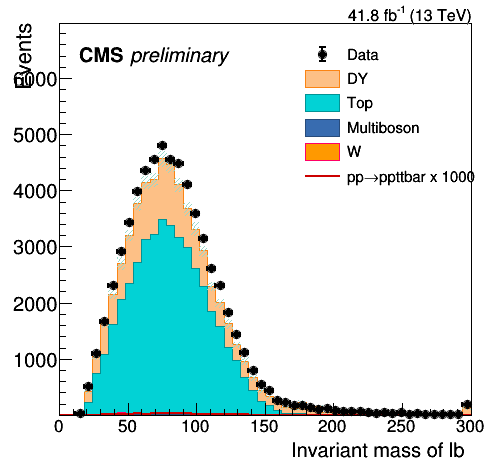 41.8 fb⁻¹ (13 TeV)
Events
CMS preliminary
Data
DY
Top
Multiboson
W
pp→ppttbar x 1000
6000
5000
4000
3000
2000
1000
0 50 100 150 200 250 300
Invariant mass of lb